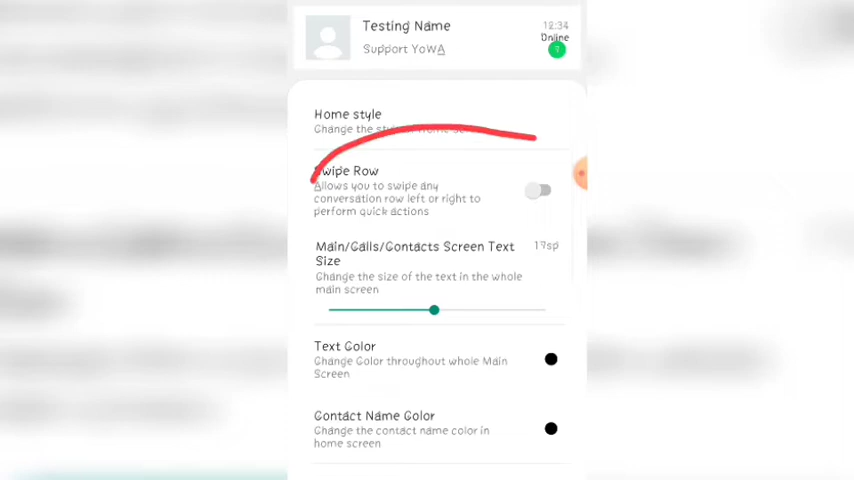 Testing Name
12:34
Online
Support YoWA
?
Home style
Change the style of Home
Swipe Row
Allows you to swipe any
conversation row left or right to
perform quick actions
Main/Calls/Contacts Screen Text
Size
17sp
Change the size of the text in the whole
main screen
Text Color
Change Color throughout whole Main
Screen
Contact Name Color
Change the contact name color in
home screen